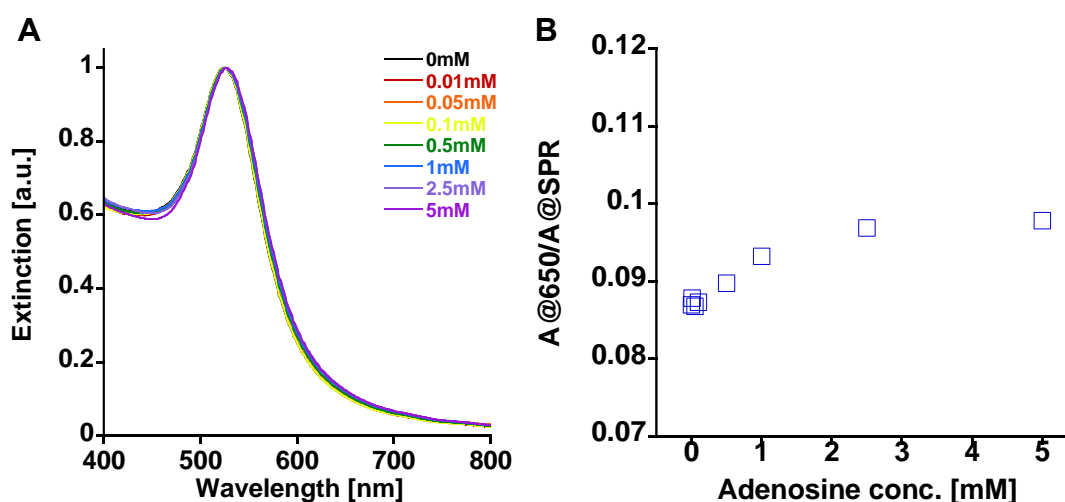 A
Extinction [a.u.]
1
0.8
0.6
0.4
0.2
0
400
500
600
700
800
Wavelength [nm]
0mM
0.01mM
0.05mM
0.1mM
0.5mM
1mM
2.5mM
5mM
B
A@650/A@SPR
0.12
0.11
0.1
0.09
0.08
0.07
0
1
2
3
4
5
Adenosine conc. [mM]